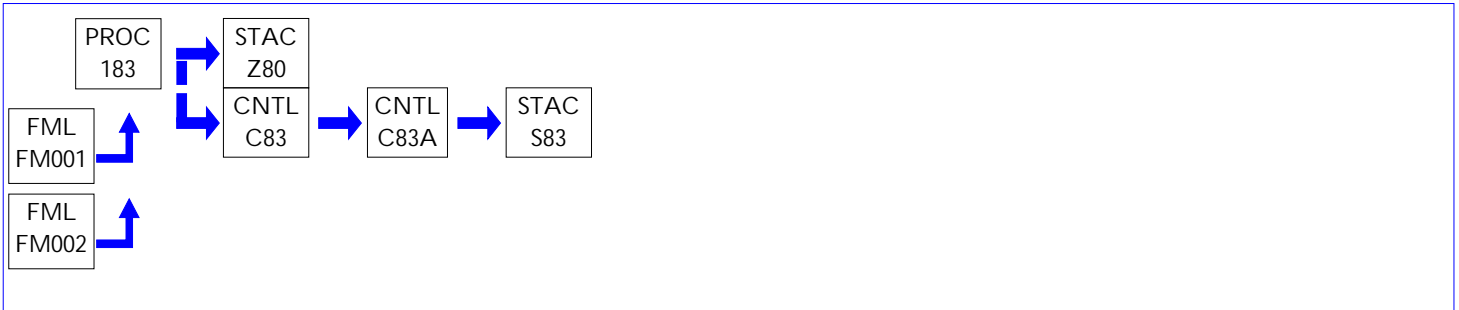 PROC
183
STAC
Z80
CNTL
C83
CNTL
C83A
STAC
S83
FML
FM001
FML
FM002